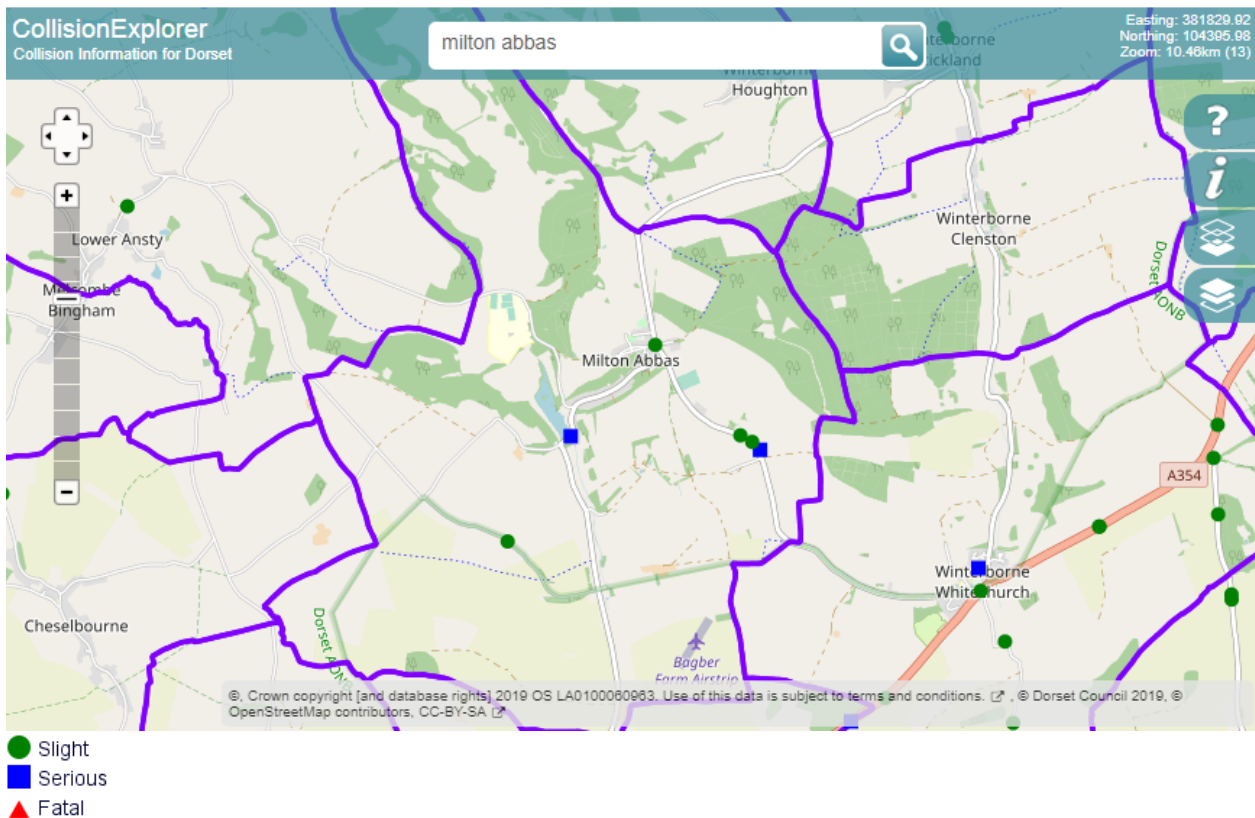 CollisionExplorer
Collision Information for Dorset
milton abbas
Easting: 381829.92
Northing: 104395.98
Zoom: 10.46km (13)
Winterborne
Houghton
?
i
Lower Ansty
Winterborne
Clenston
Dorset AONB
Melcombe
Bingham
Milton Abbas
A354
Winterborne
Whitchurch
Cheselbourne
Dorset AONB
Bagber
Farm Airstrip
©, Crown copyright [and database rights] 2019 OS LA0100060963. Use of this data is subject to terms and conditions. , © Dorset Council 2019, ©
OpenStreetMap contributors, CC-BY-SA
Slight
Serious
Fatal